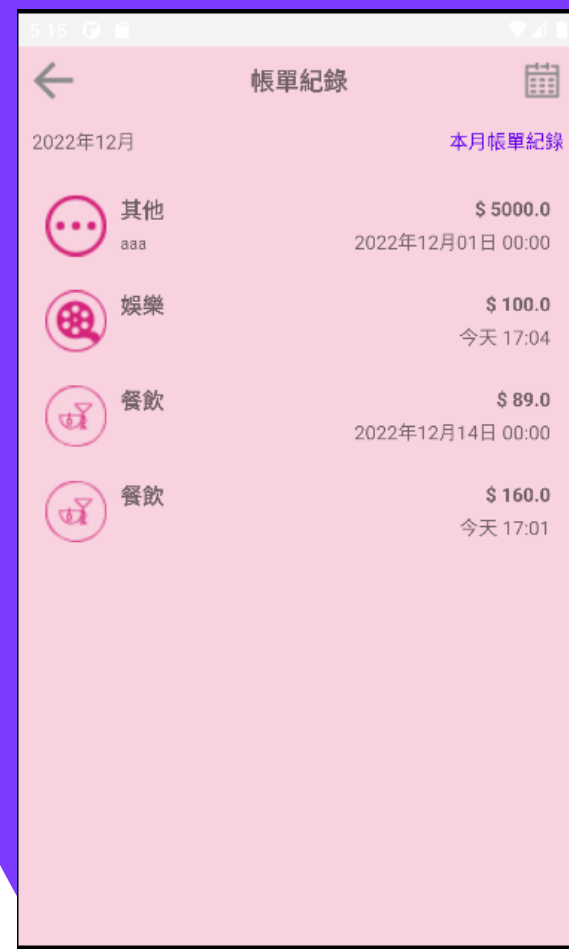 5:15
帳單紀錄
2022年12月 本月帳單紀錄
其他 $ 5000.0
aaa 2022年12月01日 00:00
娛樂 $ 100.0
今天 17:04
餐飲 $ 89.0
2022年12月14日 00:00
餐飲 $ 160.0
今天 17:01